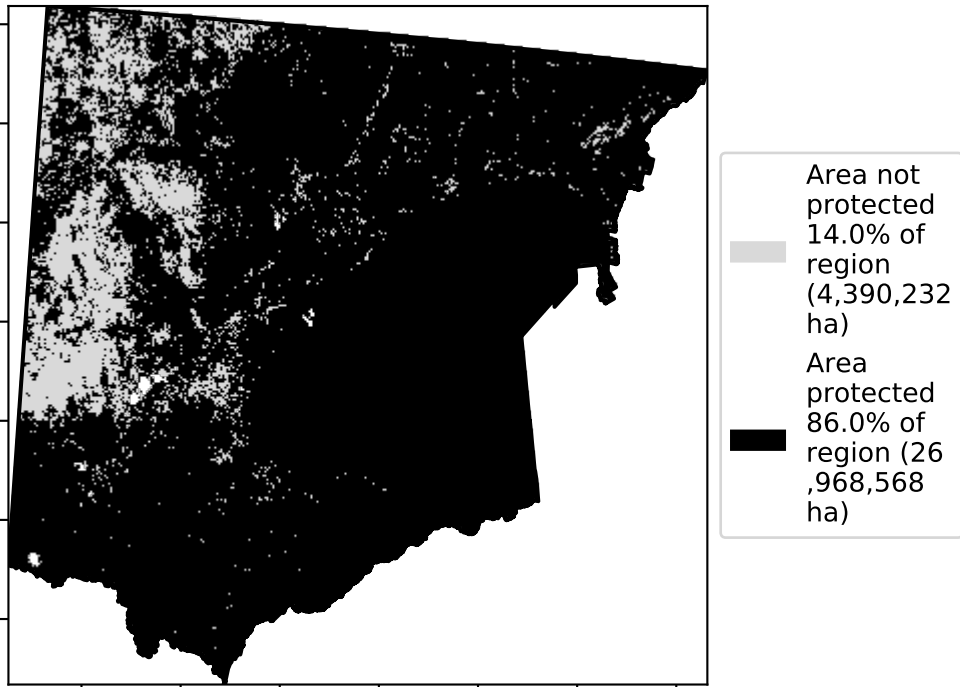 Area not
protected
14.0% of
region
(4,390,232
ha)
Area
protected
86.0% of
region (26
,968,568
ha)